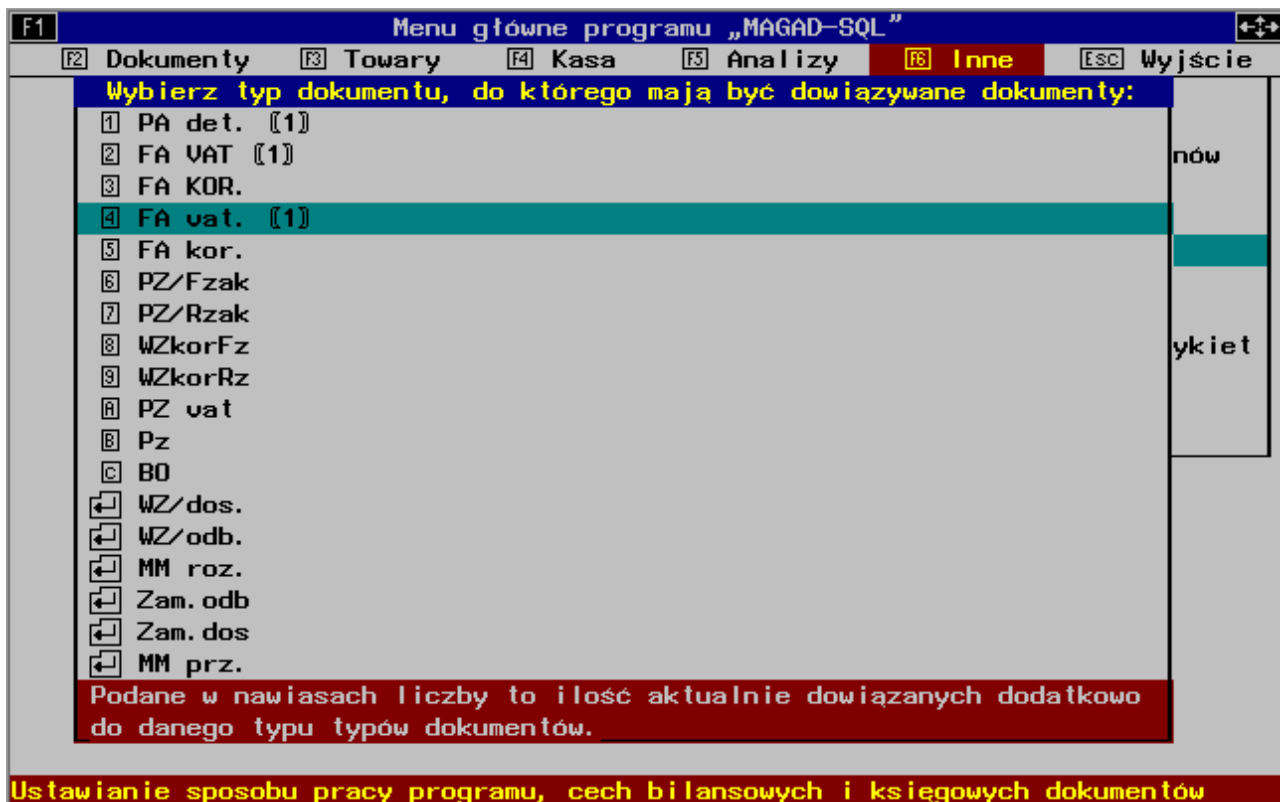 F1 Menu główne programu „MAGAD-SQL”
F2 Dokumenty F3 Towary F4 Kasa F5 Analizy F6 Inne ESC Wyjście
Wybierz typ dokumentu, do którego mają być dowiązywane dokumenty:
1 PA det. 〖1〗
2 FA VAT 〖1〗 nów
3 FA KOR.
4 FA vat. 〖1〗
5 FA kor.
6 PZ/Fzak
7 PZ/Rzak
8 WZkorFz ykiet
9 WZkorRz
A PZ vat
B Pz
C BO
WZ/dos.
WZ/odb.
MM roz.
Zam.odb
Zam.dos
MM prz.
Podane w nawiasach liczby to ilość aktualnie dowiązanych dodatkowo
do danego typu typów dokumentów.
Ustawianie sposobu pracy programu, cech bilansowych i księgowych dokumentów